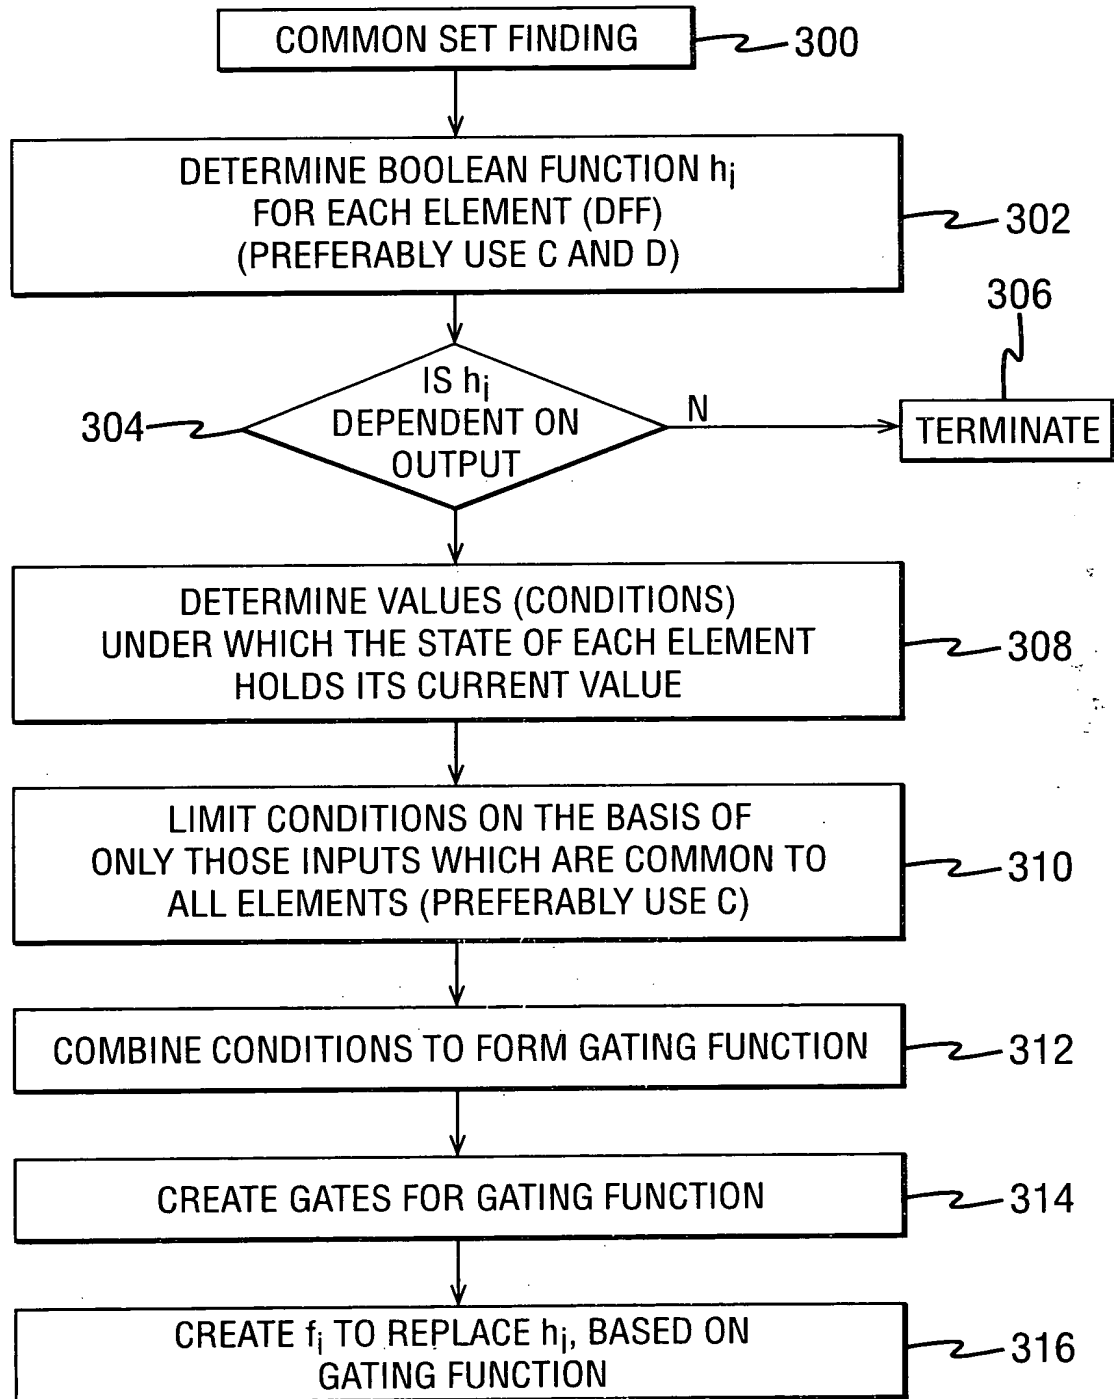 COMMON SET FINDING
300
DETERMINE BOOLEAN FUNCTION hi
FOR EACH ELEMENT (DFF)
(PREFERABLY USE C AND D)
302
306
IS hi
DEPENDENT ON
OUTPUT
304
N
TERMINATE
DETERMINE VALUES (CONDITIONS)
UNDER WHICH THE STATE OF EACH ELEMENT
HOLDS ITS CURRENT VALUE
308
LIMIT CONDITIONS ON THE BASIS OF
ONLY THOSE INPUTS WHICH ARE COMMON TO
ALL ELEMENTS (PREFERABLY USE C)
310
COMBINE CONDITIONS TO FORM GATING FUNCTION
312
CREATE GATES FOR GATING FUNCTION
314
CREATE fi TO REPLACE hi, BASED ON
GATING FUNCTION
316